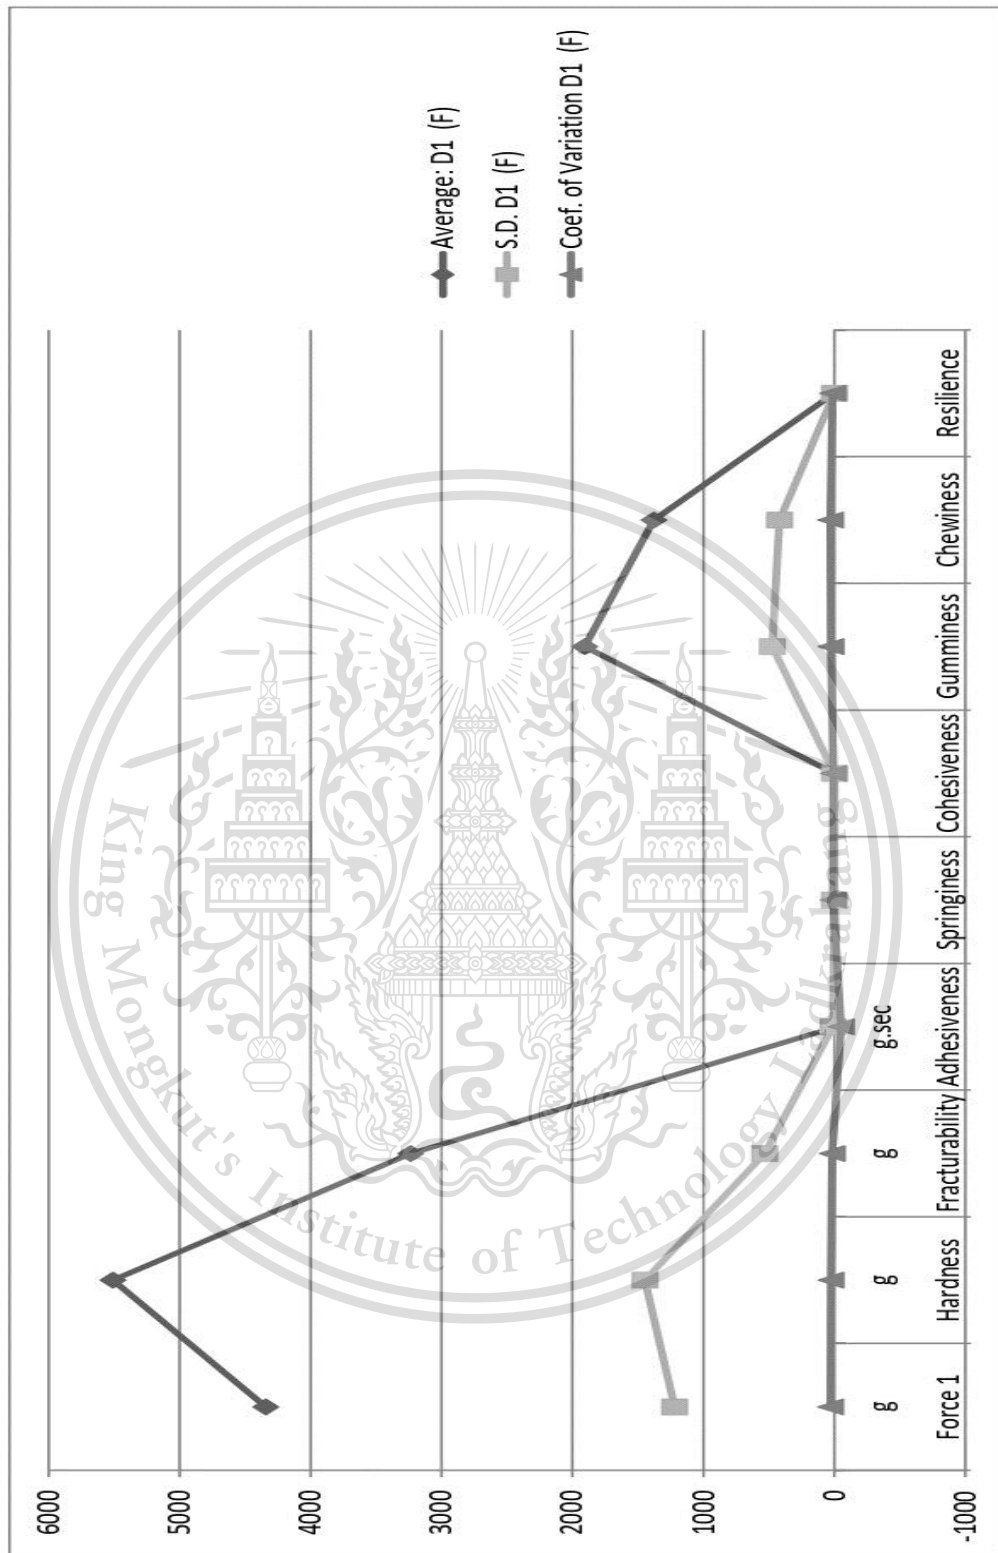 6000
5000
4000
3000
2000
1000
0
-1000
g
g
g
g.sec
Force 1
Hardness
Fracturability
Adhesiveness
Springiness
Cohesiveness
Gumminess
Chewiness
Resilience
Average: D1 (F)
S.D. D1 (F)
Coef. of Variation D1 (F)
King Mongkut's Institute of Technology Ladkrabang